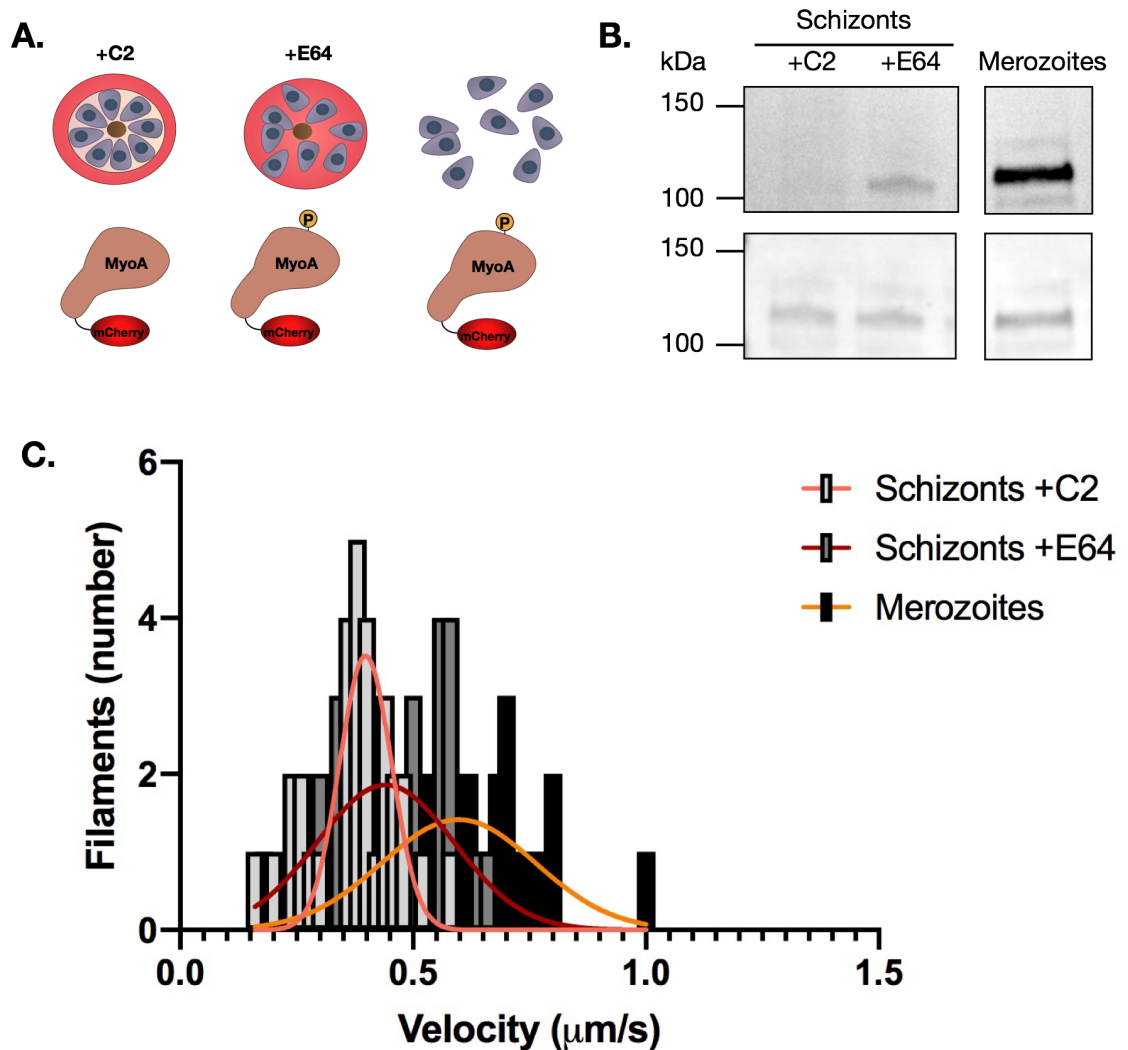 A.
+C2
+E64
P
P
MyoA
MyoA
MyoA
mCherry
mCherry
mCherry
B.
Schizonts
kDa
+C2
+E64
Merozoites
150
100
150
100
C.
6
4
2
0
0.0
0.5
1.0
1.5
Filaments (number)
Velocity (μm/s)
Schizonts +C2
Schizonts +E64
Merozoites